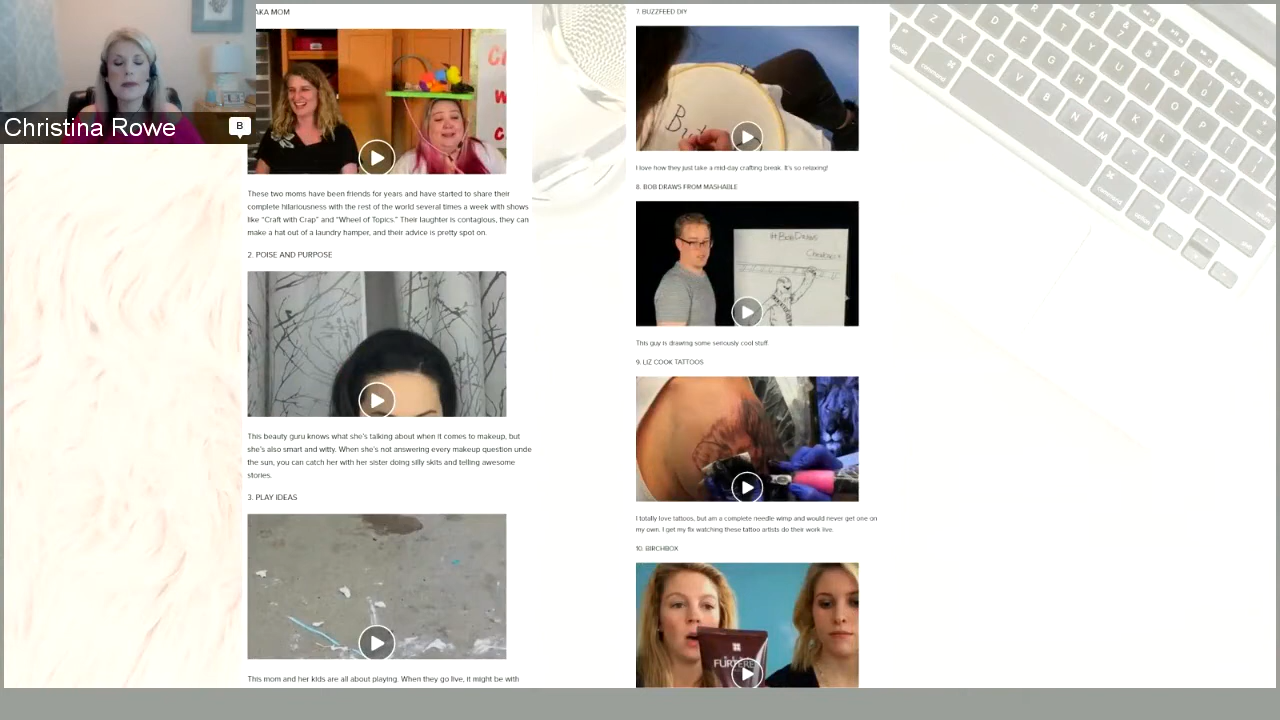 Christina Rowe
B
AKA MOM
These two moms have been friends for years and have started to share their
complete hilariousness with the rest of the world several times a week with shows
like "Craft with Crap" and "Wheel of Topics." Their laughter is contagious, they can
make a hat out of a laundry hamper, and their advice is pretty spot on.
2. POISE AND PURPOSE
This beauty guru knows what she's talking about when it comes to makeup, but
she's also smart and witty. When she's not answering every makeup question unde
the sun, you can catch her with her sister doing silly skits and telling awesome
stories.
3. PLAY IDEAS
This mom and her kids are all about playing. When they go live, it might be with
7. BUZZFEED DIY
I love how they just take a mid-day crafting break. It's so relaxing!
8. BOB DRAWS FROM MASHABLE
#BobDraws
This guy is drawing some seriously cool stuff.
9. LIZ COOK TATTOOS
I totally love tattoos, but am a complete needle wimp and would never get one on
my own. I get my fix watching these tattoo artists do their work live.
10. BIRCHBOX
FURTERER
option
command
Z
X
C
V
B
N
M
command
option